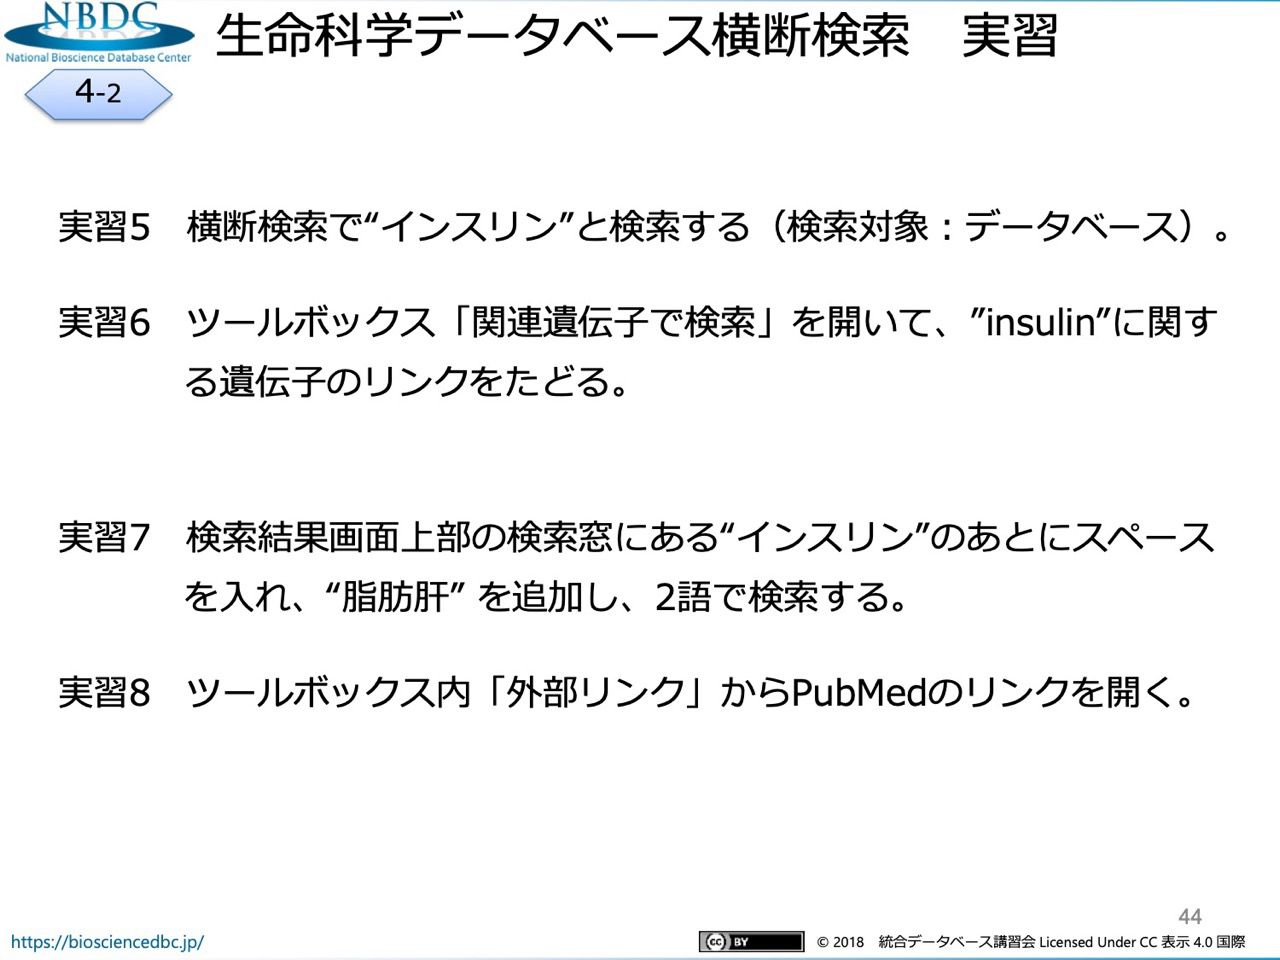 NBDC
National Bioscience Database Center
生命科学データベース横断検索　実習
4-2
実習5　横断検索で“インスリン”と検索する（検索対象：データベース）。
実習6　ツールボックス「関連遺伝子で検索」を開いて、”insulin”に関す
る遺伝子のリンクをたどる。
実習7　検索結果画面上部の検索窓にある“インスリン”のあとにスペース
を入れ、“脂肪肝” を追加し、2語で検索する。
実習8　ツールボックス内「外部リンク」からPubMedのリンクを開く。
44
https://biosciencedbc.jp/
cc BY
© 2018　統合データベース講習会 Licensed Under CC 表示 4.0 国際